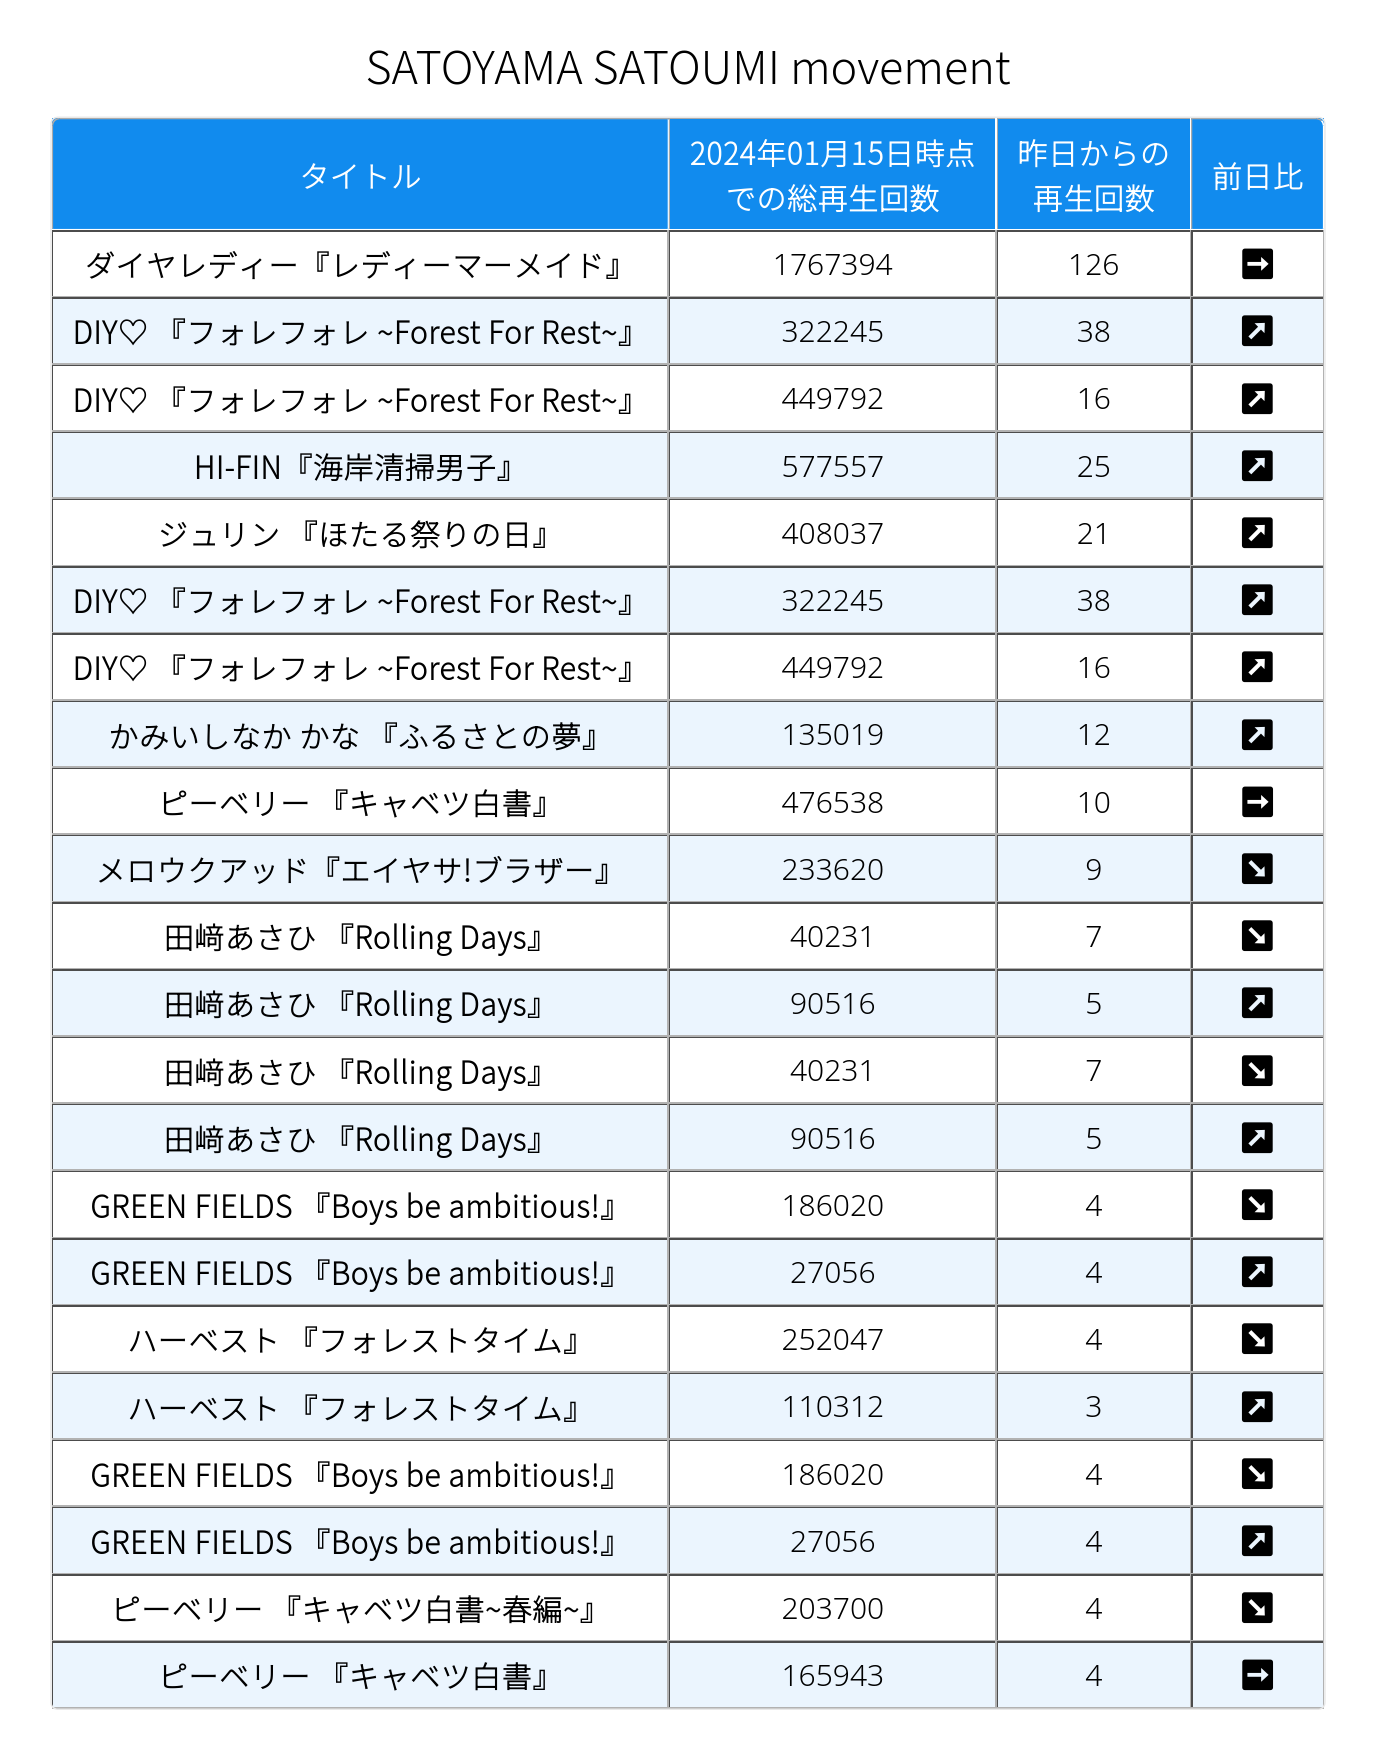 SATOYAMA SATOUMI movement
タイトル 2024年01月15日時点での総再生回数 昨日からの再生回数 前日比
ダイヤレディー『レディーマーメイド』 1767394 126 ➡
DIY♡ 『フォレフォレ ~Forest For Rest~』 322245 38 ↗
DIY♡ 『フォレフォレ ~Forest For Rest~』 449792 16 ↗
HI-FIN『海岸清掃男子』 577557 25 ↗
ジュリン 『ほたる祭りの日』 408037 21 ↗
DIY♡ 『フォレフォレ ~Forest For Rest~』 322245 38 ↗
DIY♡ 『フォレフォレ ~Forest For Rest~』 449792 16 ↗
かみいしなか かな 『ふるさとの夢』 135019 12 ↗
ピーベリー 『キャベツ白書』 476538 10 ➡
メロウクアッド『エイヤサ!ブラザー』 233620 9 ↘
田﨑あさひ 『Rolling Days』 40231 7 ↘
田﨑あさひ 『Rolling Days』 90516 5 ↗
田﨑あさひ 『Rolling Days』 40231 7 ↘
田﨑あさひ 『Rolling Days』 90516 5 ↗
GREEN FIELDS 『Boys be ambitious!』 186020 4 ↘
GREEN FIELDS 『Boys be ambitious!』 27056 4 ↗
ハーベスト 『フォレストタイム』 252047 4 ↘
ハーベスト 『フォレストタイム』 110312 3 ↗
GREEN FIELDS 『Boys be ambitious!』 186020 4 ↘
GREEN FIELDS 『Boys be ambitious!』 27056 4 ↗
ピーベリー 『キャベツ白書~春編~』 203700 4 ↘
ピーベリー 『キャベツ白書』 165943 4 ➡